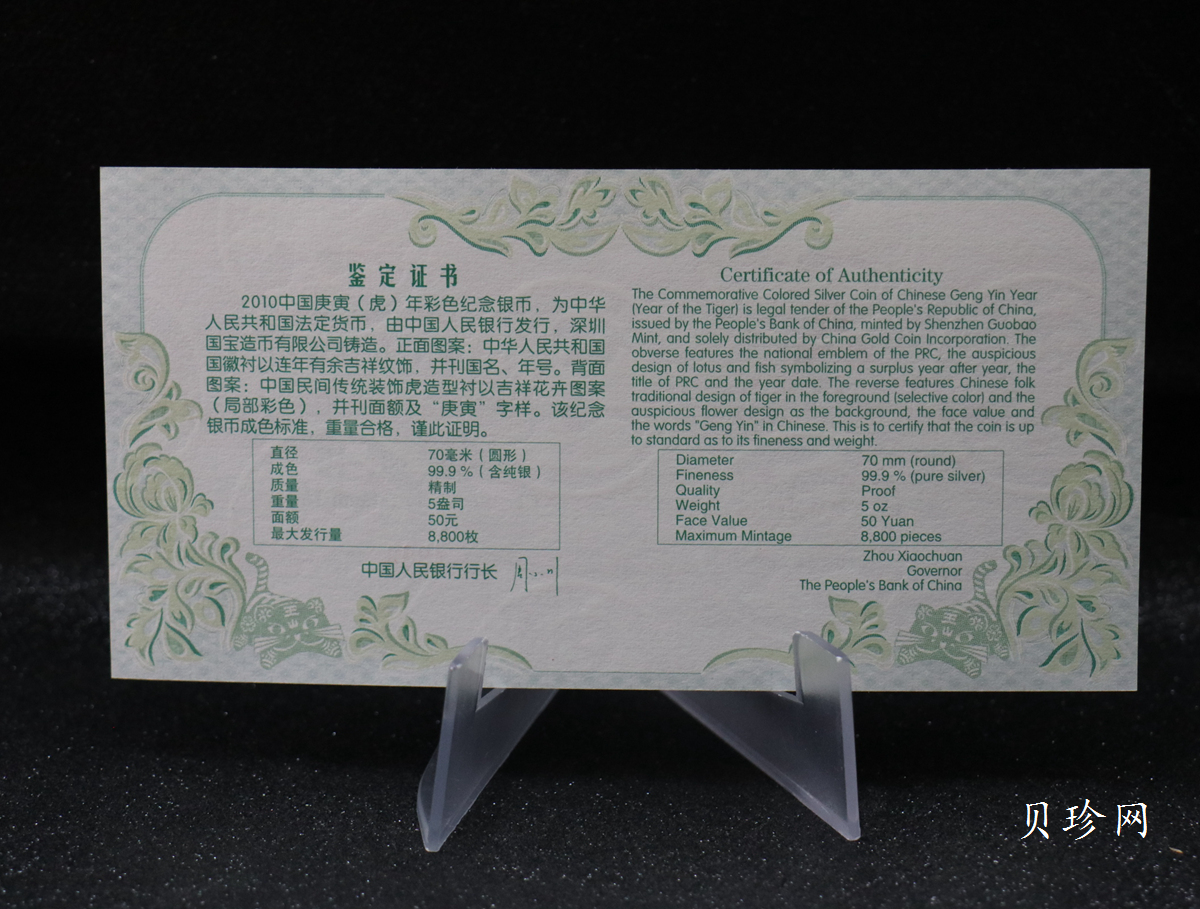 鉴定证书
2010中国庚寅（虎）年彩色纪念银币，为中华
人民共和国法定货币，由中国人民银行发行，深圳
国宝造币有限公司铸造。正面图案：中华人民共和国
国徽衬以连年有余吉祥纹饰，并刊国名、年号。背面
图案：中国民间传统装饰虎造型衬以吉祥花卉图案
（局部彩色），并刊面额及“庚寅”字样。该纪念
银币成色标准，重量合格，谨此证明。
直径 70毫米（圆形）
成色 99.9％（含纯银）
质量 精制
重量 5盎司
面额 50元
最大发行量 8,800枚
中国人民银行行长
Certificate of Authenticity
The Commemorative Colored Silver Coin of Chinese Geng Yin Year
(Year of the Tiger) is legal tender of the People's Republic of China,
issued by the People's Bank of China, minted by Shenzhen Guobao
Mint, and solely distributed by China Gold Coin Incorporation. The
obverse features the national emblem of the PRC, the auspicious
design of lotus and fish symbolizing a surplus year after year, the
title of PRC and the year date. The reverse features Chinese folk
traditional design of tiger in the foreground (selective color) and the
auspicious flower design as the background, the face value and
the words "Geng Yin" in Chinese. This is to certify that the coin is up
to standard as to its fineness and weight.
Diameter 70 mm (round)
Fineness 99.9 % (pure silver)
Quality Proof
Weight 5 oz
Face Value 50 Yuan
Maximum Mintage 8,800 pieces
Zhou Xiaochuan
Governor
The People's Bank of China
王
王
贝珍网